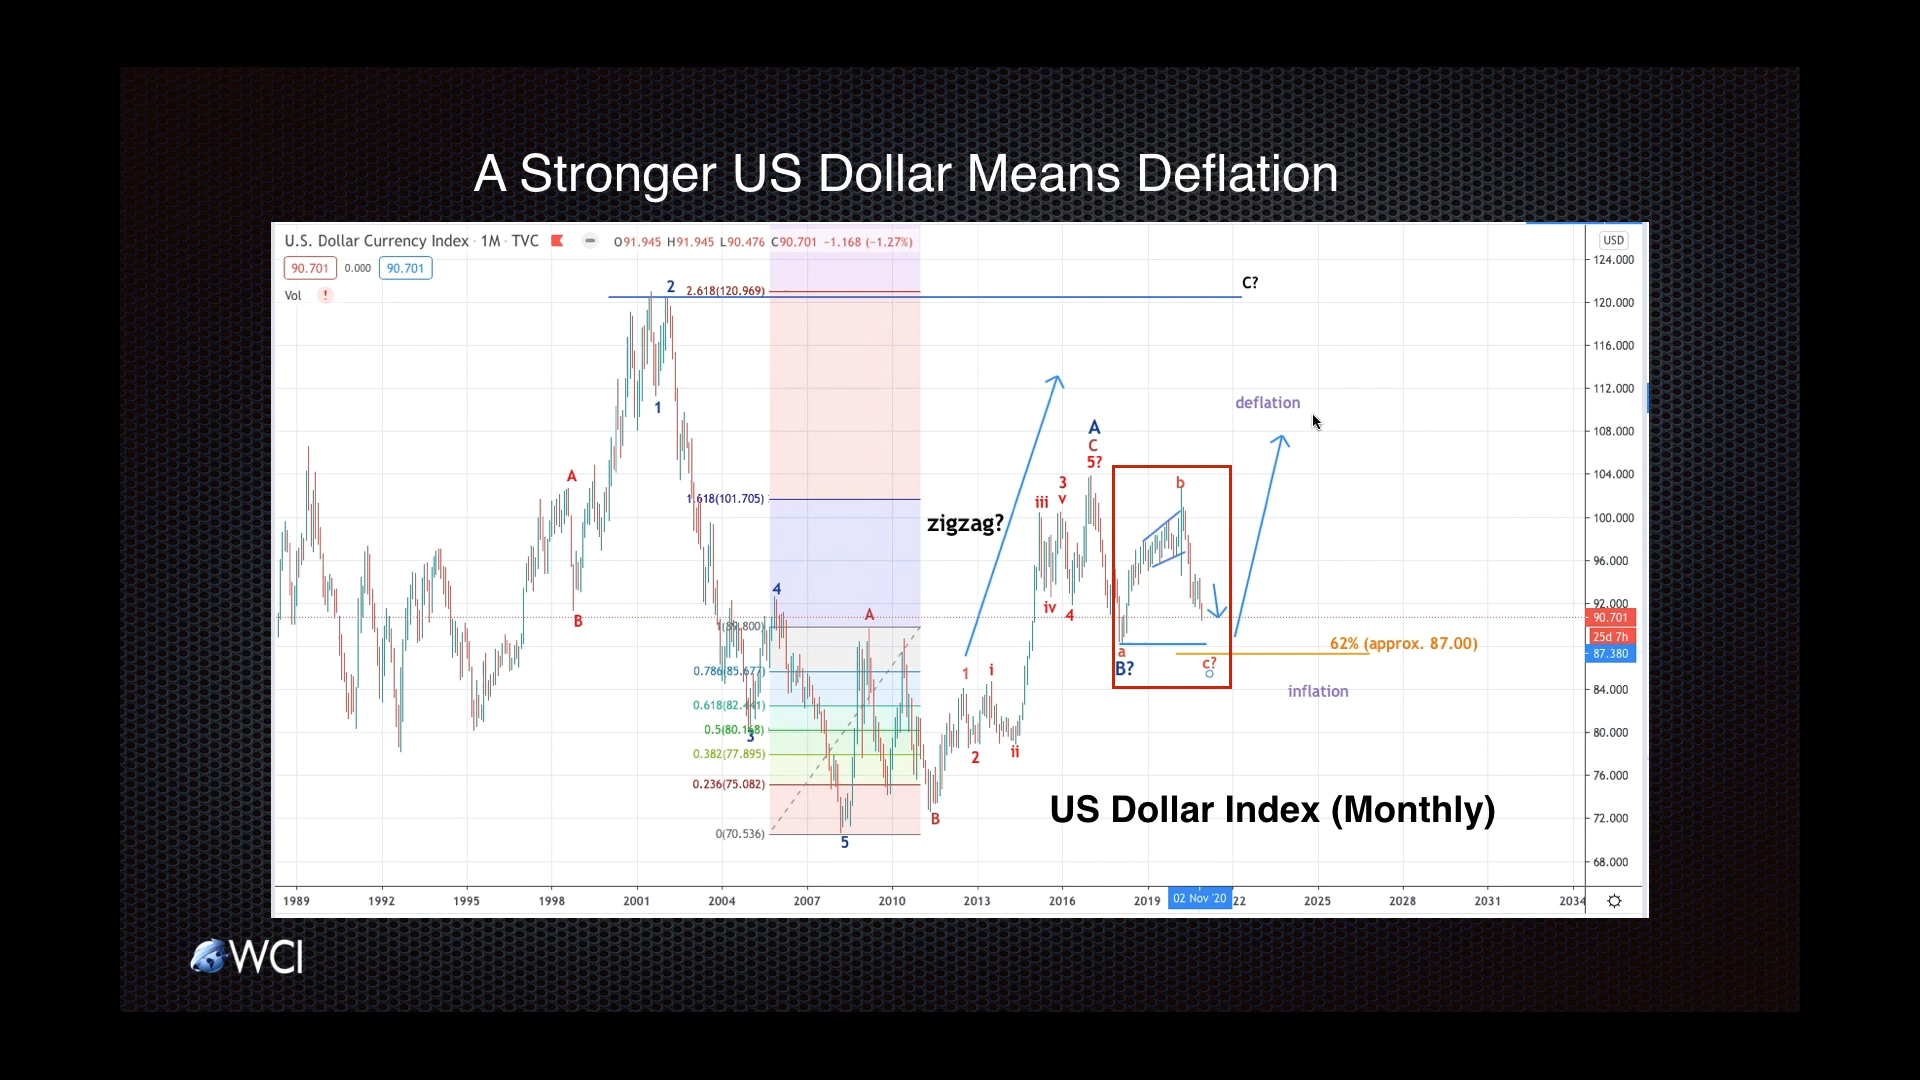 A Stronger US Dollar Means Deflation
U.S. Dollar Currency Index · 1M · TVC O91.945 H91.945 L90.476 C90.701 −1.168 (−1.27%)
USD
90.701 0.000 90.701
Vol !
124.000
120.000
116.000
112.000
108.000
104.000
100.000
96.000
92.000
90.701
25d 7h
87.380
84.000
80.000
76.000
72.000
68.000
C?
2
2.618(120.969)
1
deflation
A
C
5?
A
3
v
b
iii
1.618(101.705)
zigzag?
4
iv
4
A
B
1(89.800)
62% (approx. 87.00)
a
B?
c?
1
i
0.786(85.677)
inflation
0.618(82.441)
0.5(80.168)
3
2
ii
0.382(77.895)
0.236(75.082)
US Dollar Index (Monthly)
B
0(70.536)
5
1989 1992 1995 1998 2001 2004 2007 2010 2013 2016 2019 02 Nov '20 22 2025 2028 2031 2034
WCI